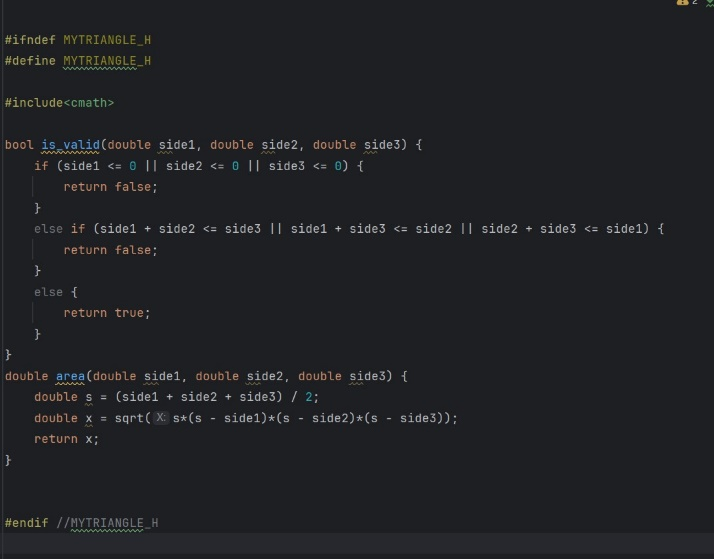 2
#ifndef MYTRIANGLE_H
#define MYTRIANGLE_H
#include<cmath>
bool is_valid(double side1, double side2, double side3) {
    if (side1 <= 0 || side2 <= 0 || side3 <= 0) {
        return false;
    }
    else if (side1 + side2 <= side3 || side1 + side3 <= side2 || side2 + side3 <= side1) {
        return false;
    }
    else {
        return true;
    }
}
double area(double side1, double side2, double side3) {
    double s = (side1 + side2 + side3) / 2;
    double x = sqrt( X: s*(s - side1)*(s - side2)*(s - side3));
    return x;
}
#endif //MYTRIANGLE_H